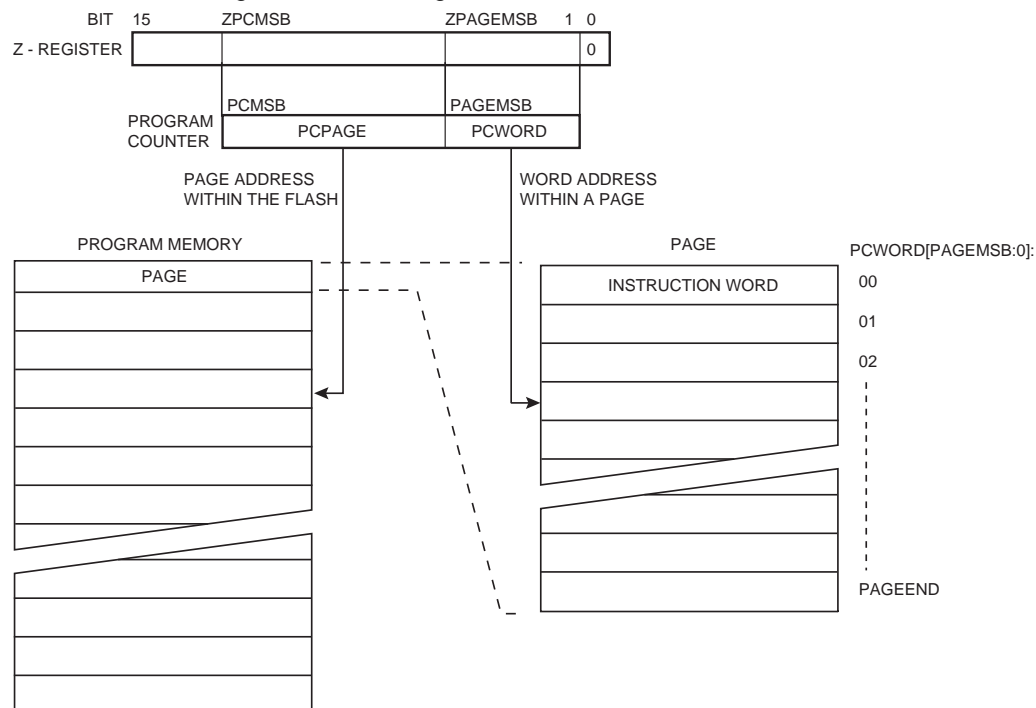 BIT 15 ZPCMSB ZPAGEMSB 1 0
Z - REGISTER 0
PCMSB PAGEMSB
PROGRAM
COUNTER
PCPAGE PCWORD
PAGE ADDRESS
WITHIN THE FLASH
WORD ADDRESS
WITHIN A PAGE
PROGRAM MEMORY
PAGE
PAGE
INSTRUCTION WORD
PCWORD[PAGEMSB:0]:
00
01
02
PAGEEND